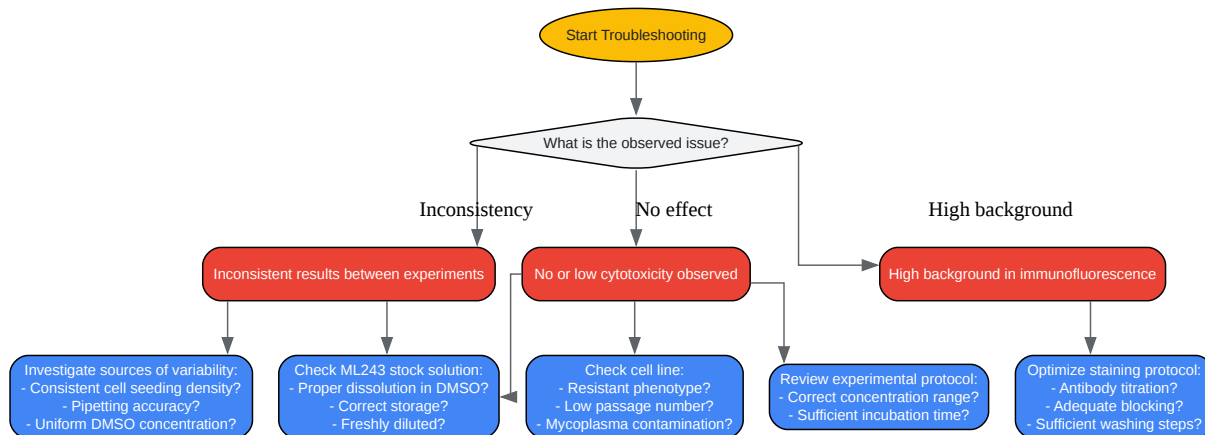 Start Troubleshooting
What is the observed issue?
Inconsistency
No effect
High background
Inconsistent results between experiments
No or low cytotoxicity observed
High background in immunofluorescence
Investigate sources of variability:
- Consistent cell seeding density?
- Pipetting accuracy?
- Uniform DMSO concentration?
Check ML243 stock solution:
- Proper dissolution in DMSO?
- Correct storage?
- Freshly diluted?
Check cell line:
- Resistant phenotype?
- Low passage number?
- Mycoplasma contamination?
Review experimental protocol:
- Correct concentration range?
- Sufficient incubation time?
Optimize staining protocol:
- Antibody titration?
- Adequate blocking?
- Sufficient washing steps?